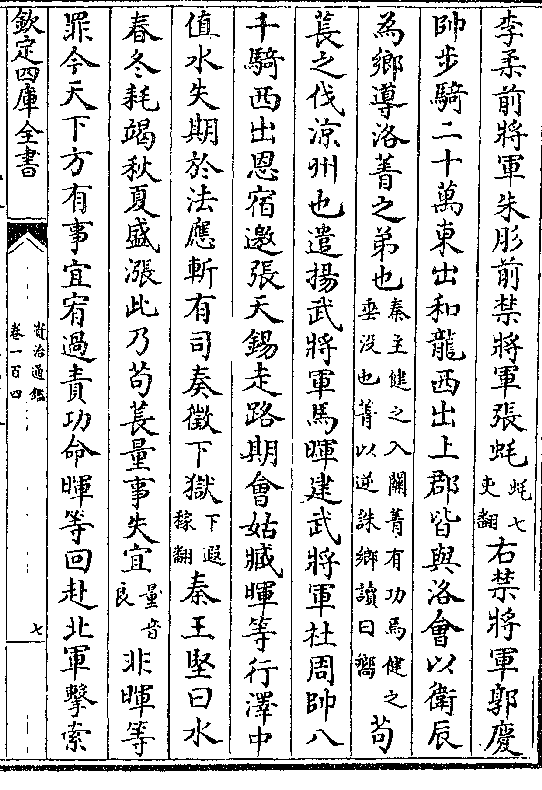 李柔前將軍朱肜前禁將軍張蚝蚝七吏翻右禁將軍郭慶
帥步騎二十萬東出和龍西出上郡皆與洛會以衛辰
為鄉導洛菁之弟也秦主健之入關菁有功焉健之垂没也菁以逆誅鄉讀曰嚮苟
萇之伐涼州也遣揚武將軍馬暉建武將軍杜周帥八
千騎西出恩宿邀張天錫走路期會姑臧暉等行澤中
值水失期於法應斬有司奏徵下獄下遐稼翻秦王堅曰水
春冬耗竭秋夏盛漲此乃苟萇量事失宜量音良非暉等
罪今天下方有事宜宥過責功命暉等回赴北軍擊索
欽定四庫全書
資治通鑑
卷一百四
七